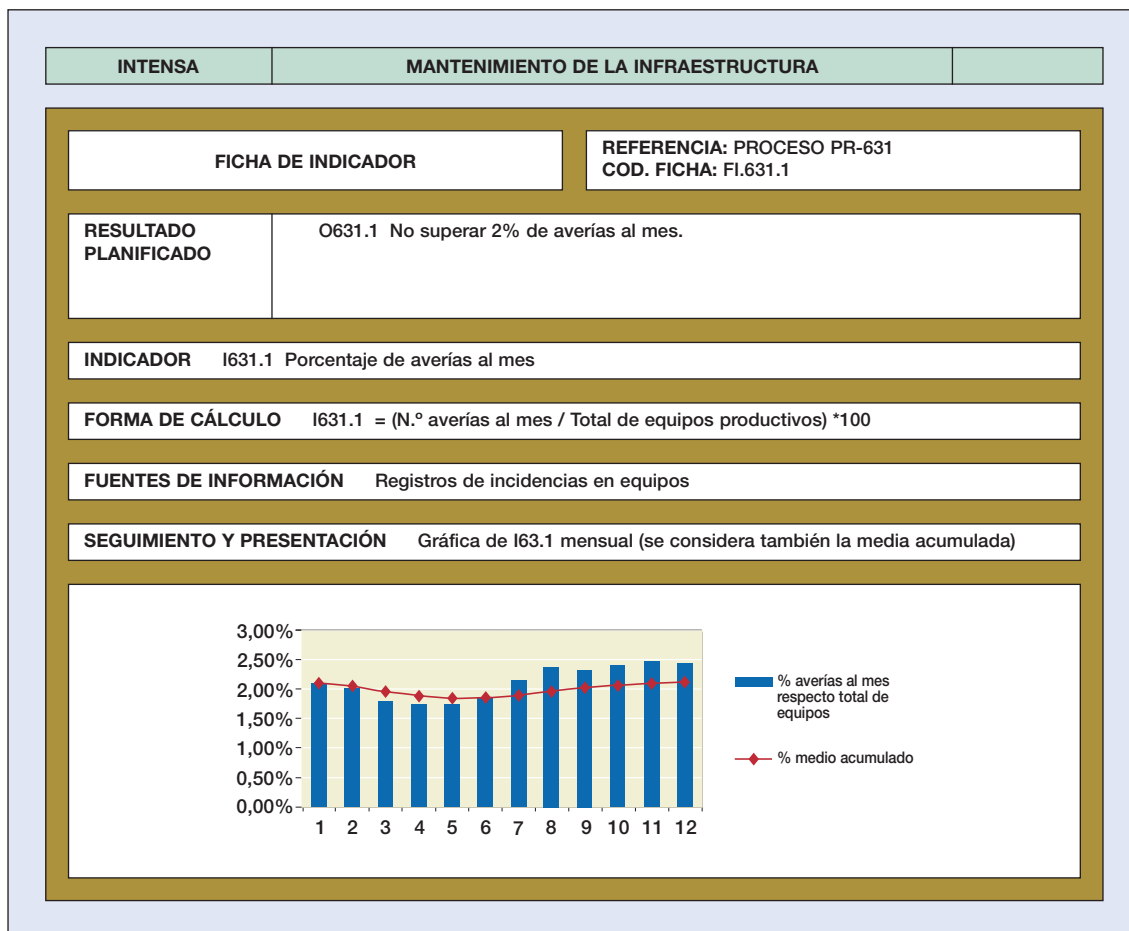 INTENSA
MANTENIMIENTO DE LA INFRAESTRUCTURA
FICHA DE INDICADOR
REFERENCIA: PROCESO PR-631
COD. FICHA: FI.631.1
RESULTADO
PLANIFICADO
O631.1 No superar 2% de averías al mes.
INDICADOR I631.1 Porcentaje de averías al mes
FORMA DE CÁLCULO I631.1 = (N.º averías al mes / Total de equipos productivos) *100
FUENTES DE INFORMACIÓN Registros de incidencias en equipos
SEGUIMIENTO Y PRESENTACIÓN Gráfica de I63.1 mensual (se considera también la media acumulada)
3,00%
2,50%
2,00%
1,50%
1,00%
0,50%
0,00%
1 2 3 4 5 6 7 8 9 10 11 12
% averías al mes
respecto total de
equipos
% medio acumulado